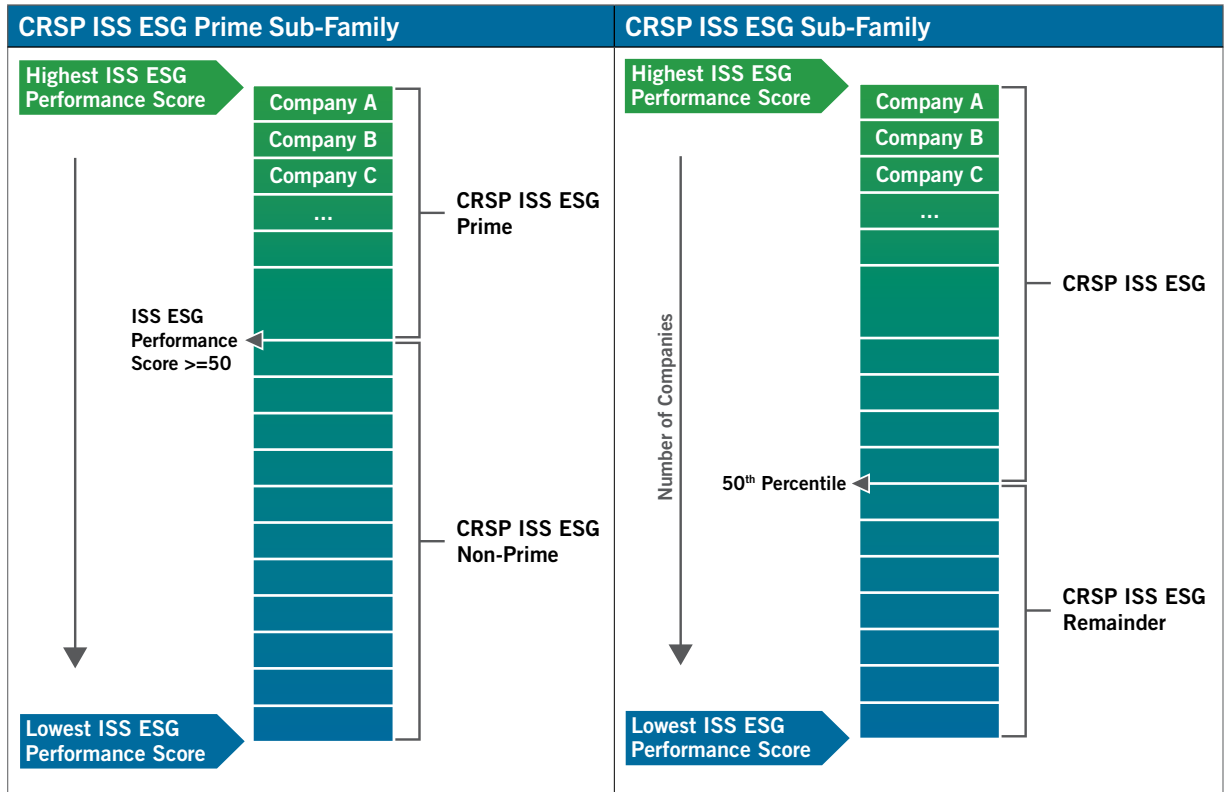 CRSP ISS ESG Prime Sub-Family
Highest ISS ESG
Performance Score
Company A
Company B
Company C
...
CRSP ISS ESG
Prime
ISS ESG
Performance
Score >=50
CRSP ISS ESG
Non-Prime
Lowest ISS ESG
Performance Score
CRSP ISS ESG Sub-Family
Highest ISS ESG
Performance Score
Company A
Company B
Company C
...
CRSP ISS ESG
Number of Companies
50th Percentile
CRSP ISS ESG
Remainder
Lowest ISS ESG
Performance Score